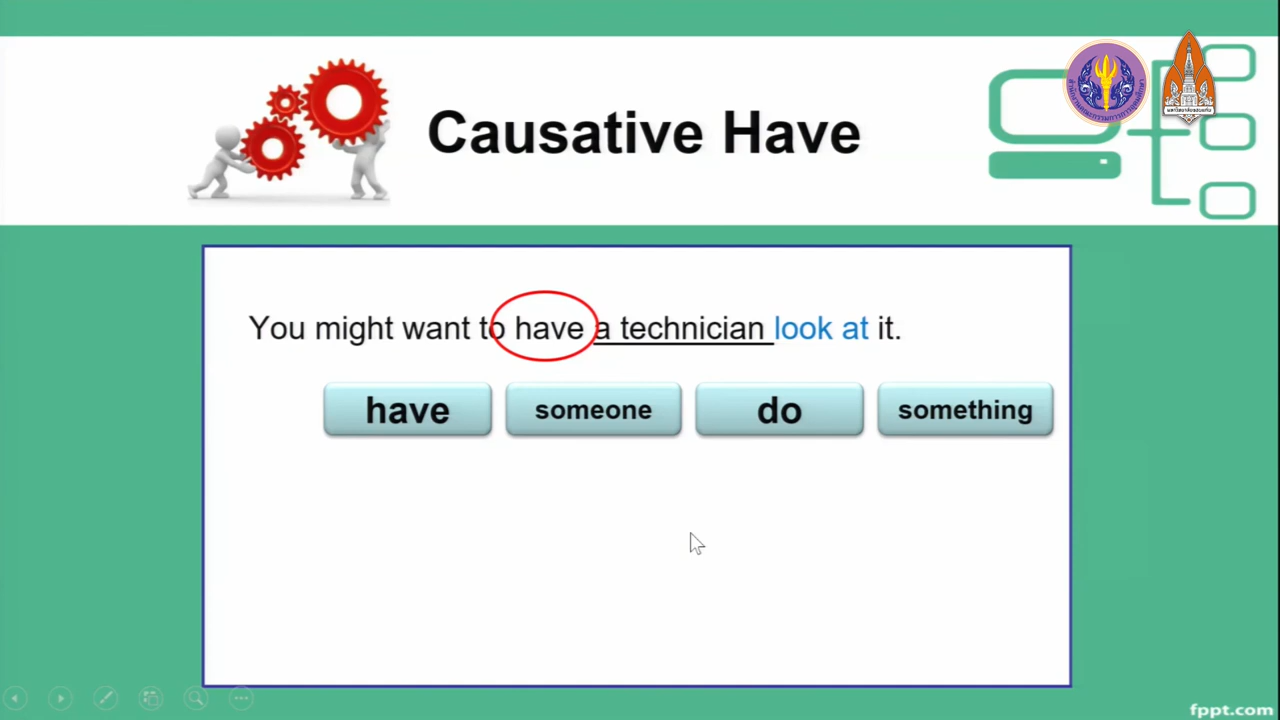 Causative Have
You might want to have a technician look at it.
have someone do something
fppt.com